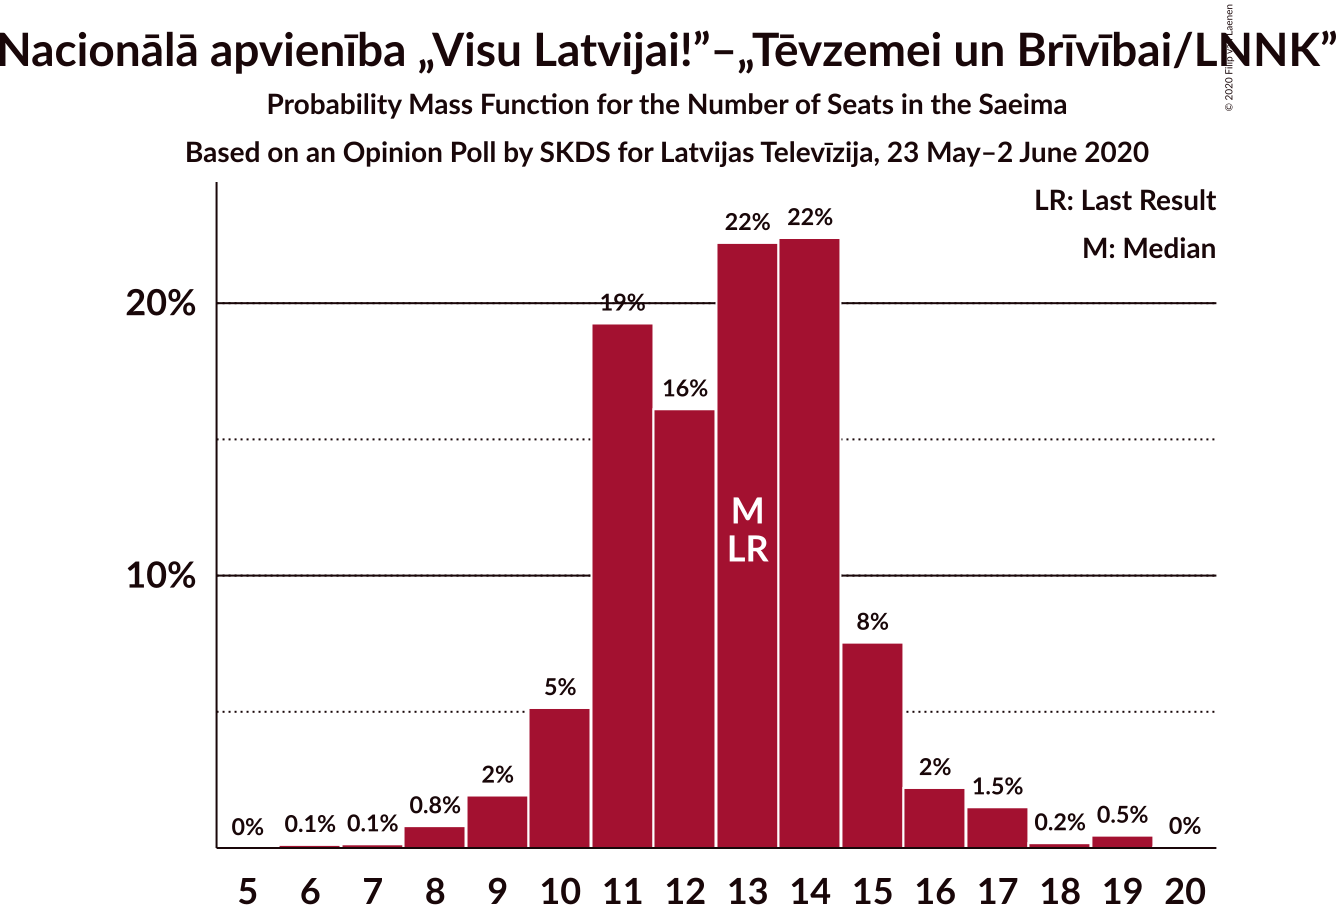 Nacionālā apvienība „Visu Latvijai!”–„Tēvzemei un Brīvībai/LNNK”
Probability Mass Function for the Number of Seats in the Saeima
Based on an Opinion Poll by SKDS for Latvijas Televīzija, 23 May–2 June 2020
© 2020 Filip van Laenen
LR: Last Result
M: Median
20%
10%
0%
0.1%
0.1%
0.8%
2%
5%
19%
16%
22%
22%
8%
2%
1.5%
0.2%
0.5%
0%
M
LR
5 6 7 8 9 10 11 12 13 14 15 16 17 18 19 20